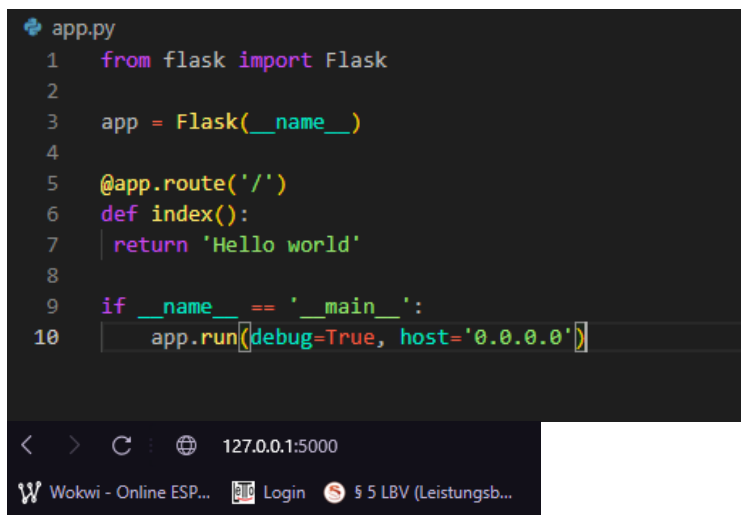 app.py
1 from flask import Flask
2
3 app = Flask(__name__)
4
5 @app.route('/')
6 def index():
7  return 'Hello world'
8
9 if __name__ == '__main__':
10     app.run(debug=True, host='0.0.0.0')
127.0.0.1:5000
Wokwi - Online ESP... Login § 5 LBV (Leistungsb...